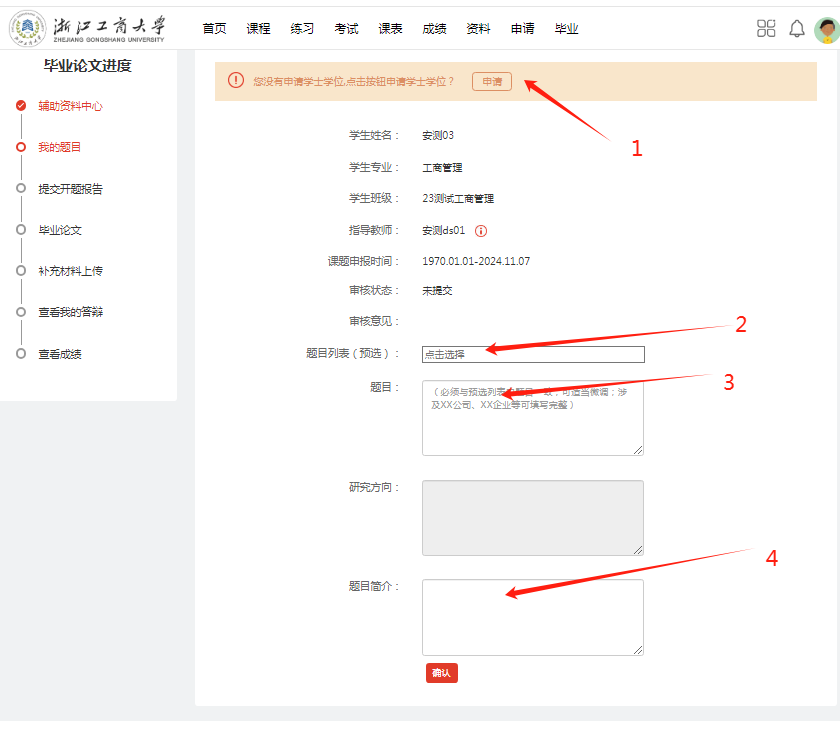 浙江工商大学
ZHEJIANG GONGSHANG UNIVERSITY
首页 课程 练习 考试 课表 成绩 资料 申请 毕业
毕业论文进度
辅助资料中心
我的题目
提交开题报告
毕业论文
补充材料上传
查看我的答辩
查看成绩
您没有申请学士学位,点击按钮申请学士学位？ 申请
1
学生姓名： 安测03
学生专业： 工商管理
学生班级： 23测试工商管理
指导教师： 安测ds01
课题申报时间： 1970.01.01-2024.11.07
审核状态： 未提交
审核意见：
2
题目列表（预选）： 点击选择
3
题目：
（必须与预选列表 题目一致，可适当微调；涉
及XX公司、XX企业等可填写完整）
研究方向：
4
题目简介：
确认